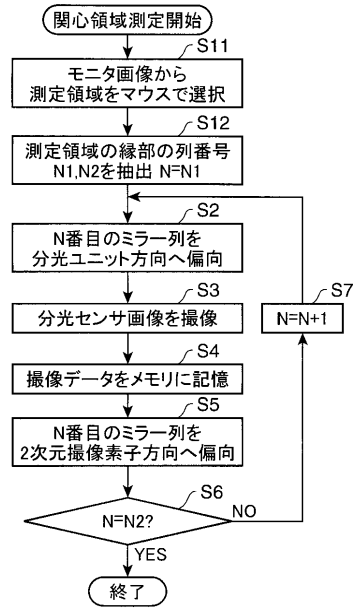 関心領域測定開始
S11
モニタ画像から
測定領域をマウスで選択
S12
測定領域の縁部の列番号
N1,N2を抽出 N=N1
S2
N番目のミラー列を
分光ユニット方向へ偏向
S3
分光センサ画像を撮像
S7
N=N+1
S4
撮像データをメモリに記憶
S5
N番目のミラー列を
2次元撮像素子方向へ偏向
S6
N=N2?
NO
YES
終了